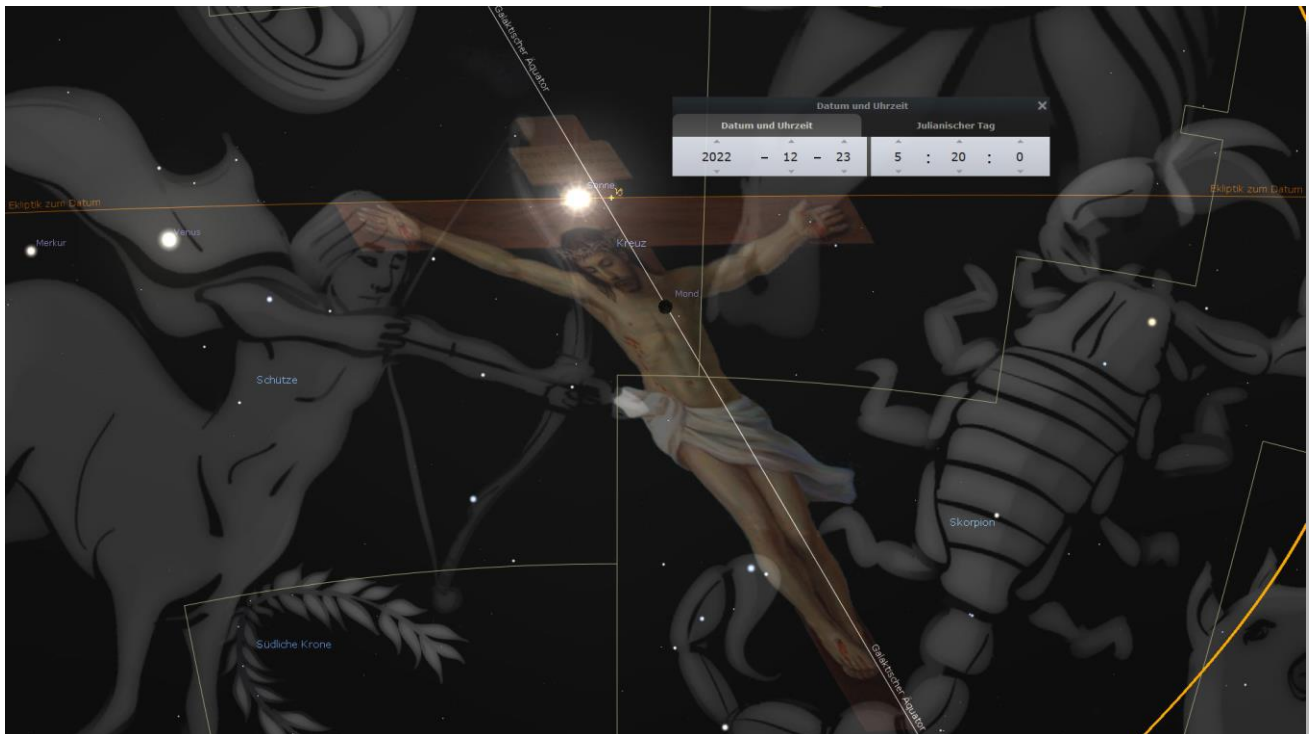 Galaktischer Äquator
Datum und Uhrzeit
Datum und Uhrzeit
Julianischer Tag
2022 - 12 - 23
5 : 20 : 0
Sonne
Ekliptik zum Datum
Ekliptik zum Datum
Merkur
Venus
Kreuz
Mond
Schütze
Skorpion
Südliche Krone
Galaktischer Äquator